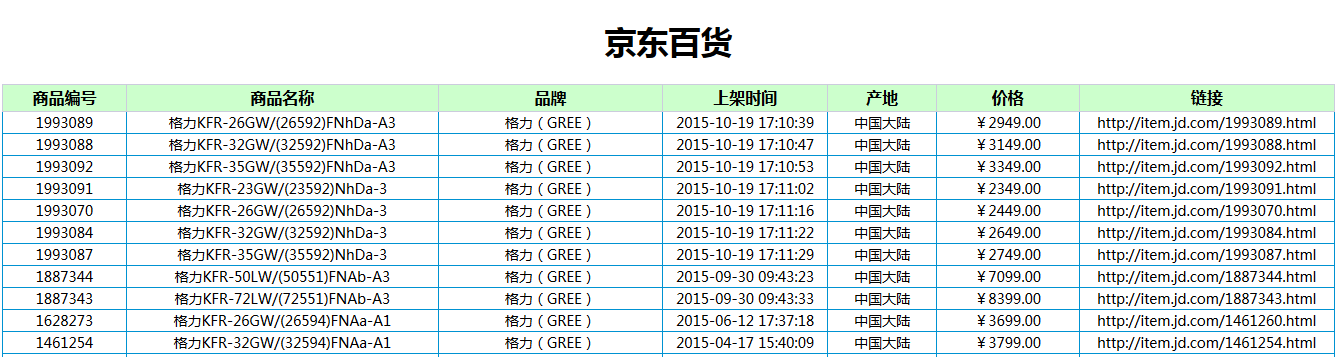 京东百货
商品编号 商品名称 品牌 上架时间 产地 价格 链接
1993089 格力KFR-26GW/(26592)FNhDa-A3 格力（GREE） 2015-10-19 17:10:39 中国大陆 ￥2949.00 http://item.jd.com/1993089.html
1993088 格力KFR-32GW/(32592)FNhDa-A3 格力（GREE） 2015-10-19 17:10:47 中国大陆 ￥3149.00 http://item.jd.com/1993088.html
1993092 格力KFR-35GW/(35592)FNhDa-A3 格力（GREE） 2015-10-19 17:10:53 中国大陆 ￥3349.00 http://item.jd.com/1993092.html
1993091 格力KFR-23GW/(23592)NhDa-3 格力（GREE） 2015-10-19 17:11:02 中国大陆 ￥2349.00 http://item.jd.com/1993091.html
1993070 格力KFR-26GW/(26592)NhDa-3 格力（GREE） 2015-10-19 17:11:16 中国大陆 ￥2449.00 http://item.jd.com/1993070.html
1993084 格力KFR-32GW/(32592)NhDa-3 格力（GREE） 2015-10-19 17:11:22 中国大陆 ￥2649.00 http://item.jd.com/1993084.html
1993087 格力KFR-35GW/(35592)NhDa-3 格力（GREE） 2015-10-19 17:11:29 中国大陆 ￥2749.00 http://item.jd.com/1993087.html
1887344 格力KFR-50LW/(50551)FNAb-A3 格力（GREE） 2015-09-30 09:43:23 中国大陆 ￥7099.00 http://item.jd.com/1887344.html
1887343 格力KFR-72LW/(72551)FNAb-A3 格力（GREE） 2015-09-30 09:43:33 中国大陆 ￥8399.00 http://item.jd.com/1887343.html
1628273 格力KFR-26GW/(26594)FNAa-A1 格力（GREE） 2015-06-12 17:37:18 中国大陆 ￥3699.00 http://item.jd.com/1461260.html
1461254 格力KFR-32GW/(32594)FNAa-A1 格力（GREE） 2015-04-17 15:40:09 中国大陆 ￥3799.00 http://item.jd.com/1461254.html